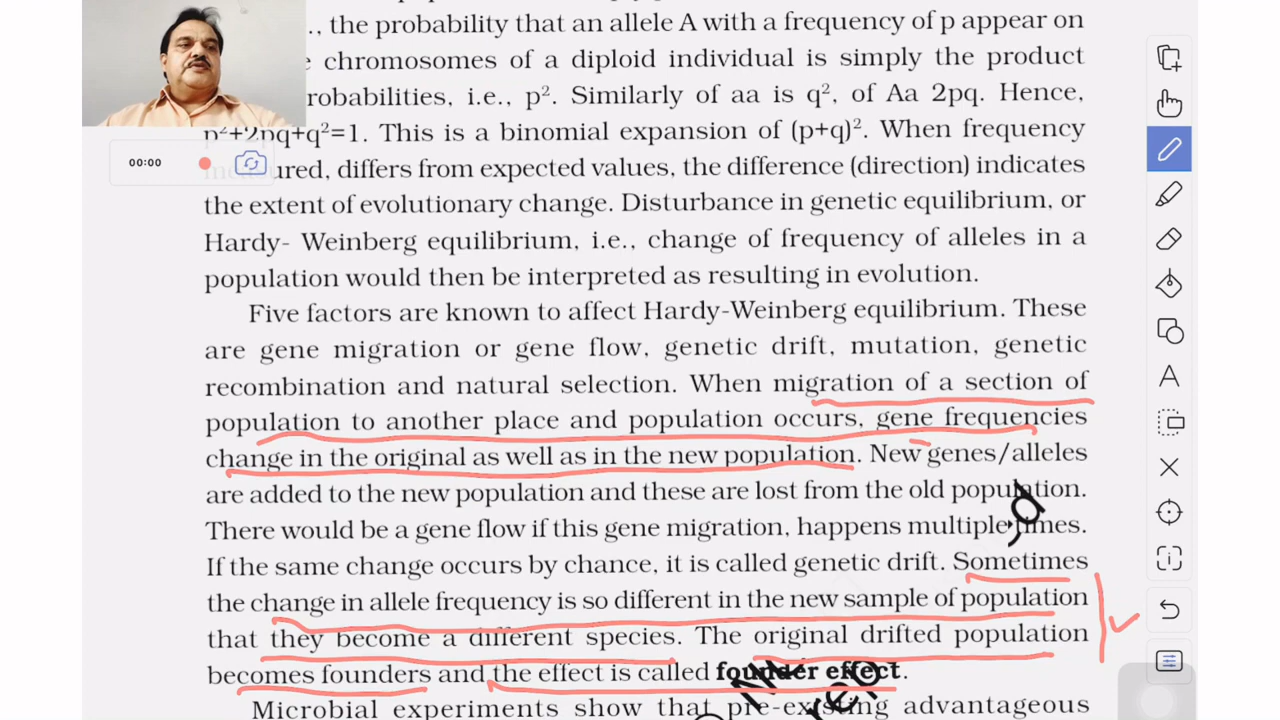 ., the probability that an allele A with a frequency of p appear on
chromosomes of a diploid individual is simply the product
robabilities, i.e., p². Similarly of aa is q², of Aa 2pq. Hence,
p²+2pq+q²=1. This is a binomial expansion of (p+q)². When frequency
00:00
ured, differs from expected values, the difference (direction) indicates
the extent of evolutionary change. Disturbance in genetic equilibrium, or
Hardy- Weinberg equilibrium, i.e., change of frequency of alleles in a
population would then be interpreted as resulting in evolution.
Five factors are known to affect Hardy-Weinberg equilibrium. These
are gene migration or gene flow, genetic drift, mutation, genetic
recombination and natural selection. When migration of a section of
population to another place and population occurs, gene frequencies
change in the original as well as in the new population. New genes/alleles
are added to the new population and these are lost from the old population.
There would be a gene flow if this gene migration, happens multiple times.
If the same change occurs by chance, it is called genetic drift. Sometimes
the change in allele frequency is so different in the new sample of population
that they become a different species. The original drifted population
becomes founders and the effect is called founder effect.
Microbial experiments show that pre-existing advantageous